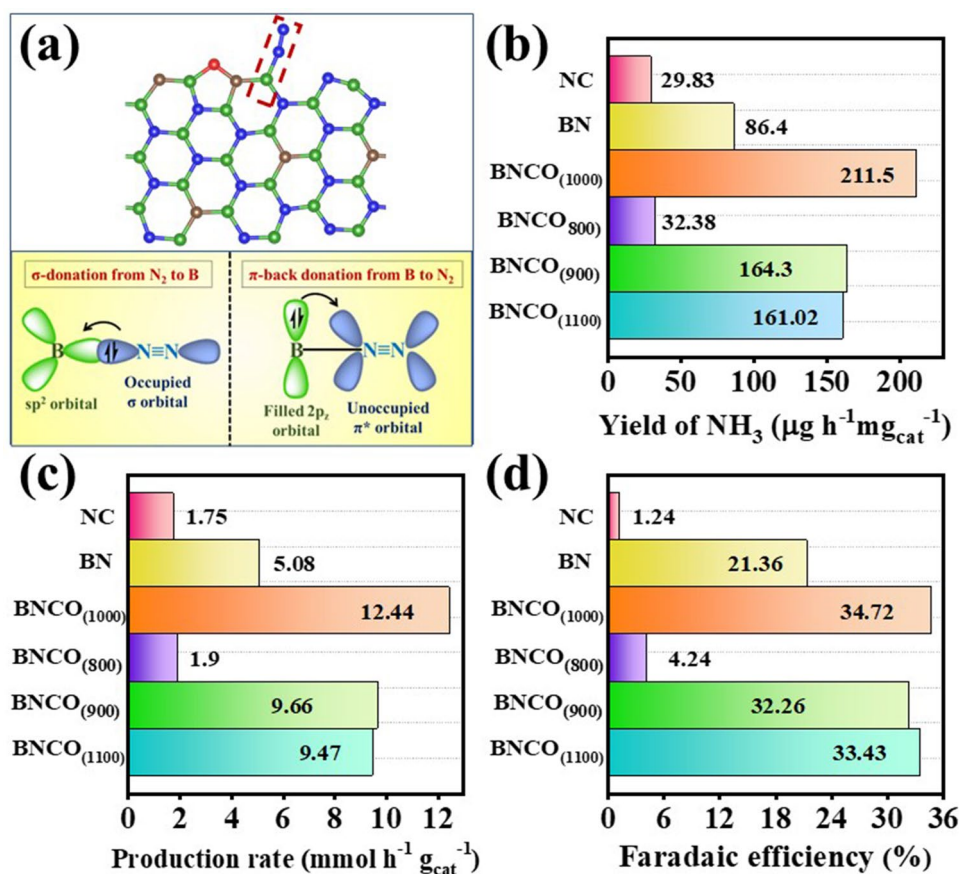 (a)
σ-donation from N₂ to B
B
N≡N
sp² orbital
Occupied
σ orbital
π-back donation from B to N₂
B
N≡N
Filled 2p_z
orbital
Unoccupied
π* orbital
(b)
NC
29.83
BN
86.4
BNCO(1000)
211.5
BNCO800)
32.38
BNCO(900)
164.3
BNCO(1100)
161.02
0
50
100
150
200
Yield of NH₃ (μg h⁻¹mg_cat⁻¹)
(c)
NC
1.75
BN
5.08
BNCO(1000)
12.44
BNCO(800)
1.9
BNCO(900)
9.66
BNCO(1100)
9.47
0
2
4
6
8
10
12
Production rate (mmol h⁻¹ g_cat⁻¹)
(d)
NC
1.24
BN
21.36
BNCO(1000)
34.72
BNCO(800)
4.24
BNCO(900)
32.26
BNCO(1100)
33.43
0
6
12
18
24
30
36
Faradaic efficiency (%)